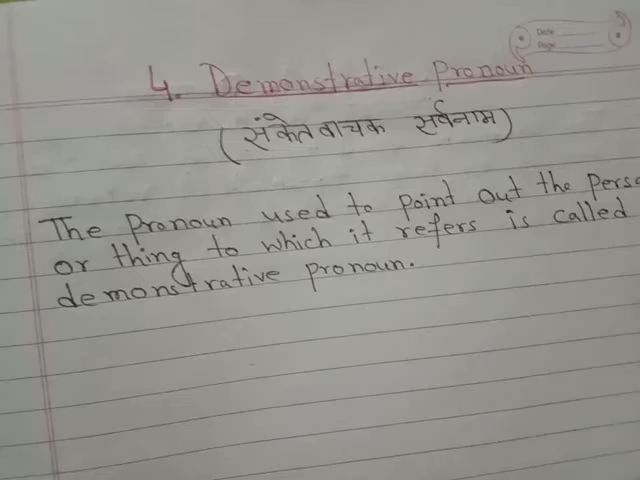 Date
Page
4. Demonstrative Pronoun
(संकेतवाचक सर्वनाम)
The pronoun used to point out the perso
or thing to which it refers is called
demonstrative pronoun.